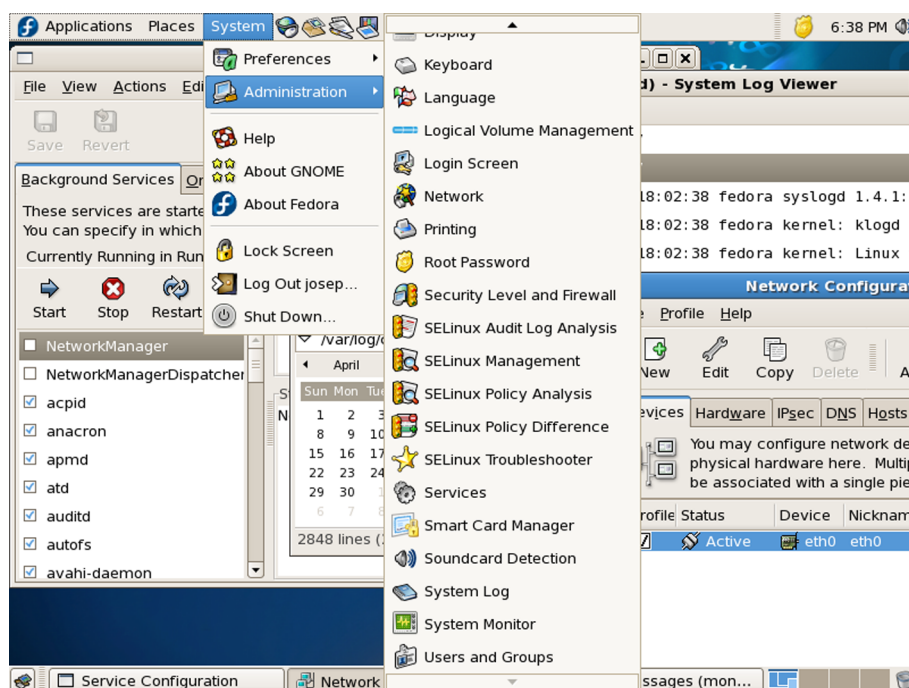 Applications Places System 6:38 PM
File View Actions Edi
Save Revert
Background Services
These services are starte
You can specify in which
Currently Running in Run
Start Stop Restart
NetworkManager
NetworkManagerDispatcher
acpid
anacron
apmd
atd
auditd
autofs
avahi-daemon
Preferences
Administration
Help
About GNOME
About Fedora
Lock Screen
Log Out josep...
Shut Down...
Display
Keyboard
Language
Logical Volume Management
Login Screen
Network
Printing
Root Password
Security Level and Firewall
SELinux Audit Log Analysis
SELinux Management
SELinux Policy Analysis
SELinux Policy Difference
SELinux Troubleshooter
Services
Smart Card Manager
Soundcard Detection
System Log
System Monitor
Users and Groups
/var/log/
April
Sun Mon Tue
1 2 3
8 9 10
15 16 17
22 23 24
29 30 1
6 7 8
2848 lines (
d) - System Log Viewer
18:02:38 fedora syslogd 1.4.1:
18:02:38 fedora kernel: klogd
18:02:38 fedora kernel: Linux
Network Configura
Profile Help
New Edit Copy Delete
evices Hardware IPsec DNS Hosts
You may configure network de
physical hardware here. Multip
be associated with a single pie
rofile Status Device Nicknam
Active eth0 eth0
Service Configuration Network ssages (mon...